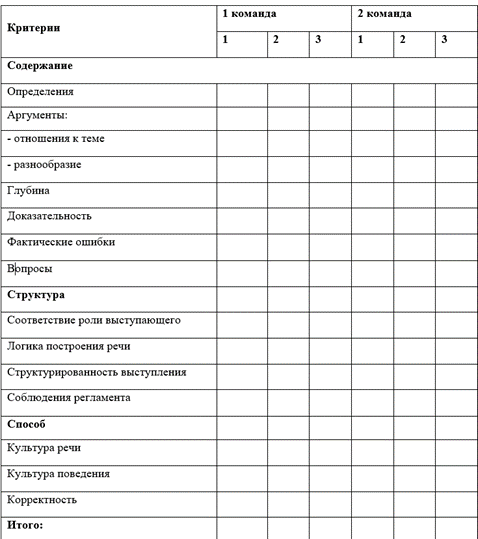 Критерии 1 команда 2 команда
1 2 3 1 2 3
Содержание
Определения
Аргументы:
- отношения к теме
- разнообразие
Глубина
Доказательность
Фактические ошибки
Вопросы
Структура
Соответствие роли выступающего
Логика построения речи
Структурированность выступления
Соблюдения регламента
Способ
Культура речи
Культура поведения
Корректность
Итого: